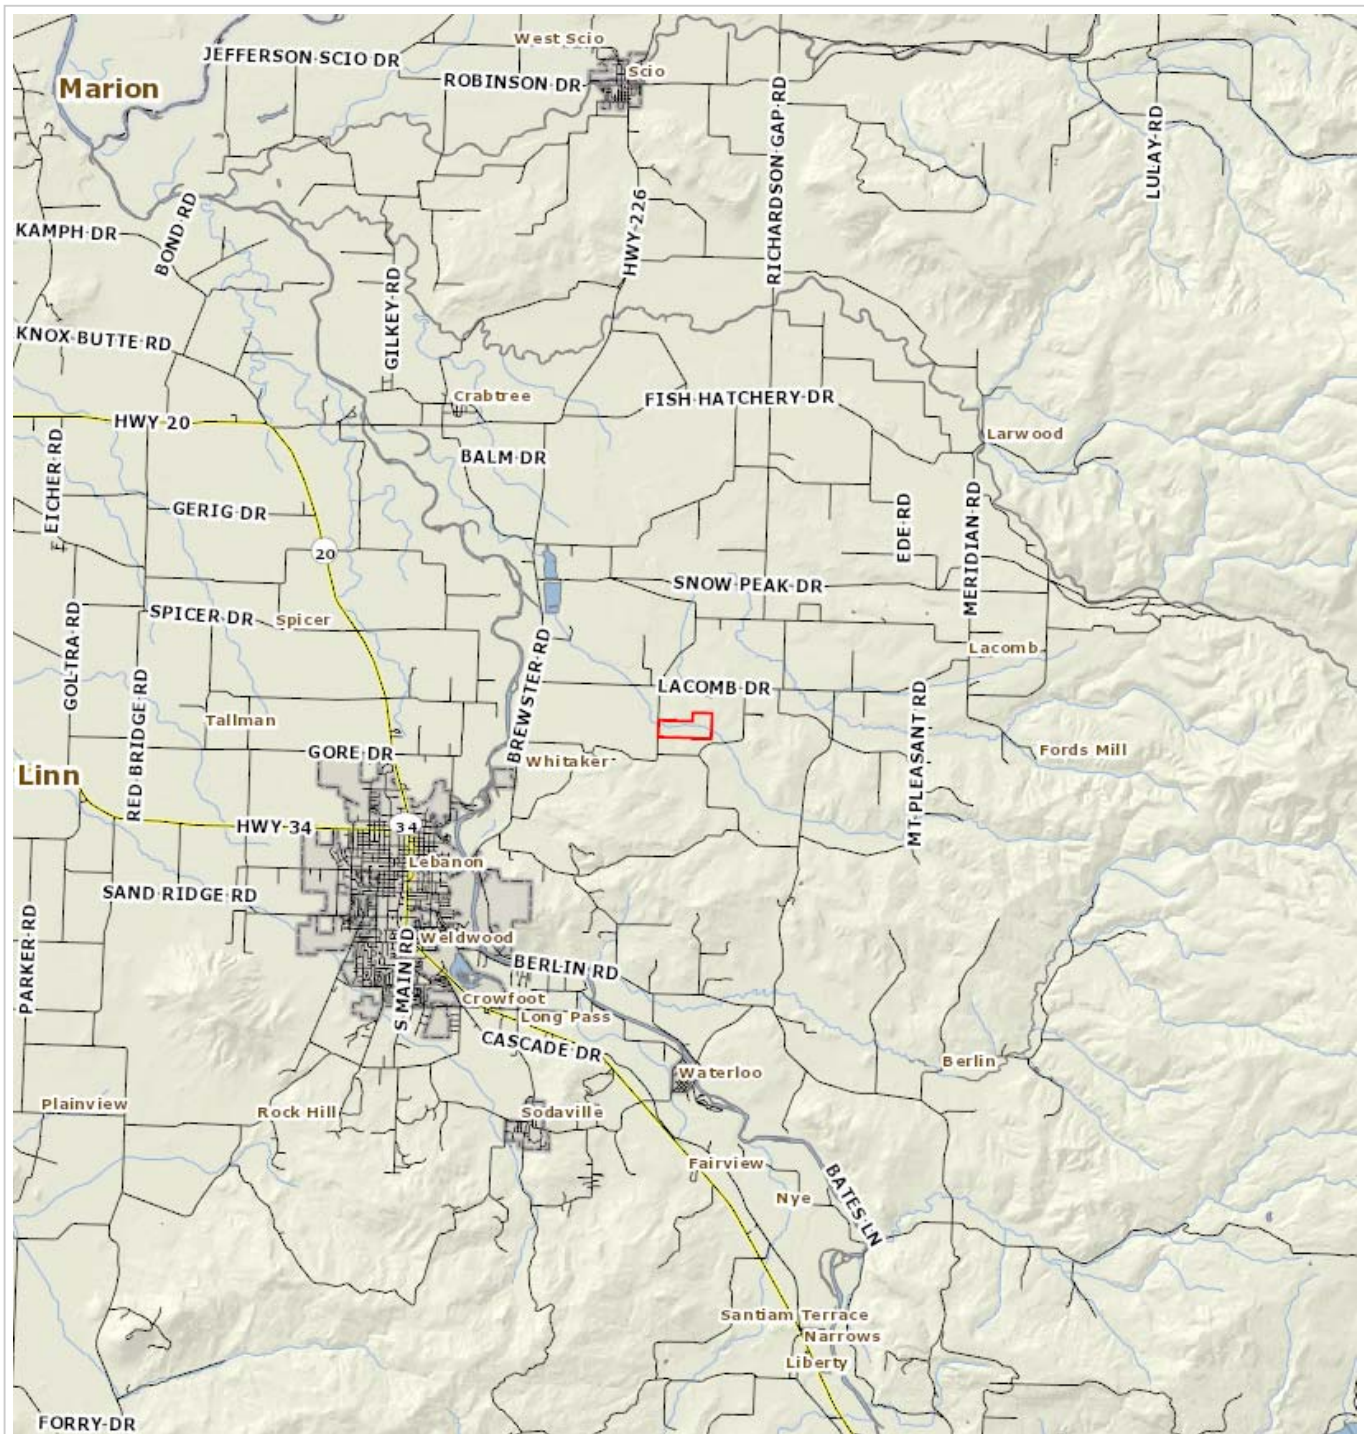 West Scio
JEFFERSON SCIO DR
Scio
Marion
ROBINSON DR
RICHARDSON GAP RD
LULAY RD
KAMPH DR
BOND RD
HWY 226
GILKEY RD
KNOX BUTTE RD
Crabtree
FISH HATCHERY DR
HWY 20
Larwood
EICHER RD
BALM DR
GERIG DR
EDE RD
MERIDIAN RD
20
SNOW PEAK DR
SPICER DR
Spicer
GOLTRA RD
Lacomb
BREWSTER RD
RED BRIDGE RD
LACOMB DR
MT PLEASANT RD
Tallman
GORE DR
Whitaker
Fords Mill
Linn
HWY 34
34
Lebanon
SAND RIDGE RD
PARKER RD
Weldwood
S MAIN RD
BERLIN RD
Crowfoot
Long Pass
CASCADE DR
Berlin
Waterloo
Plainview
Rock Hill
Sodaville
Fairview
BATES LN
Nye
Santiam Terrace
Narrows
Liberty
FORRY DR